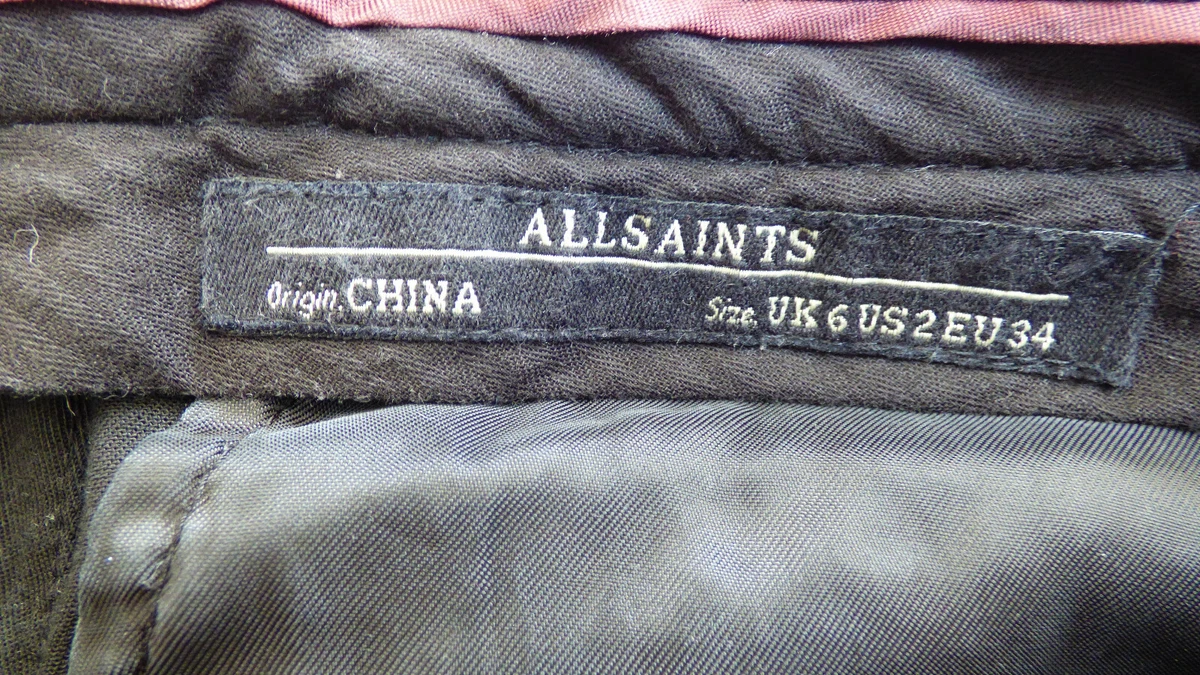 ALLSAINTS
Origin. CHINA Size. UK 6 US 2 EU 34